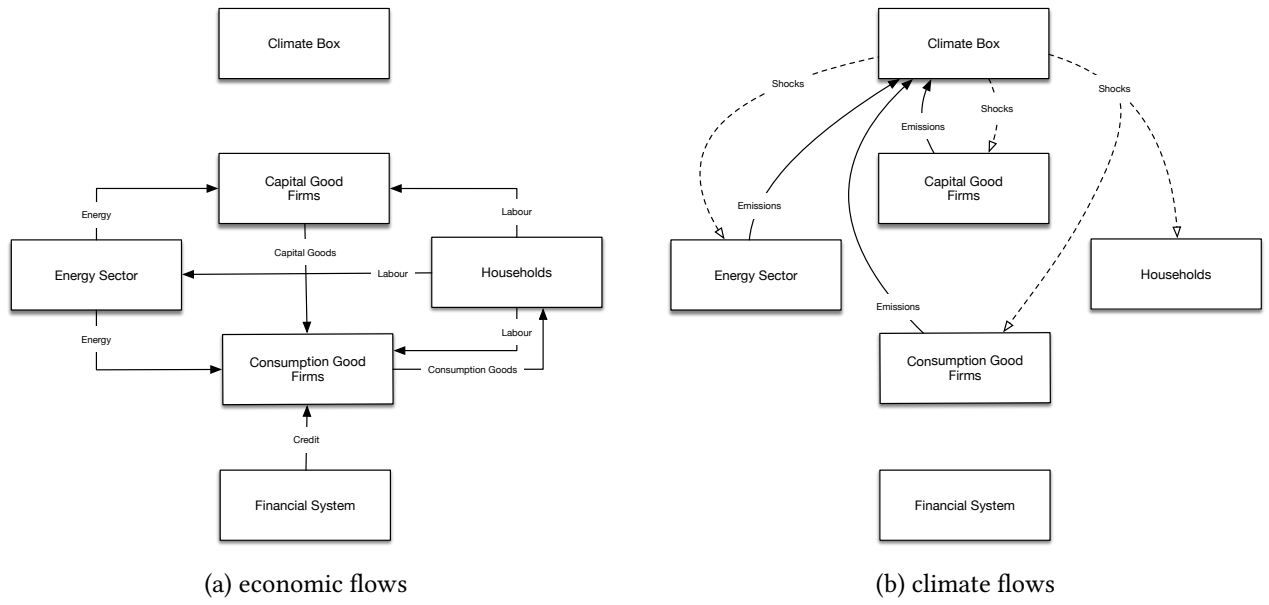 Climate Box
Capital Good
Firms
Energy
Labour
Capital Goods
Energy Sector
Labour
Households
Energy
Labour
Consumption Good
Firms
Consumption Goods
Credit
Financial System
(a) economic flows
Climate Box
Shocks
Shocks
Shocks
Emissions
Capital Good
Firms
Emissions
Energy Sector
Households
Emissions
Consumption Good
Firms
Financial System
(b) climate flows